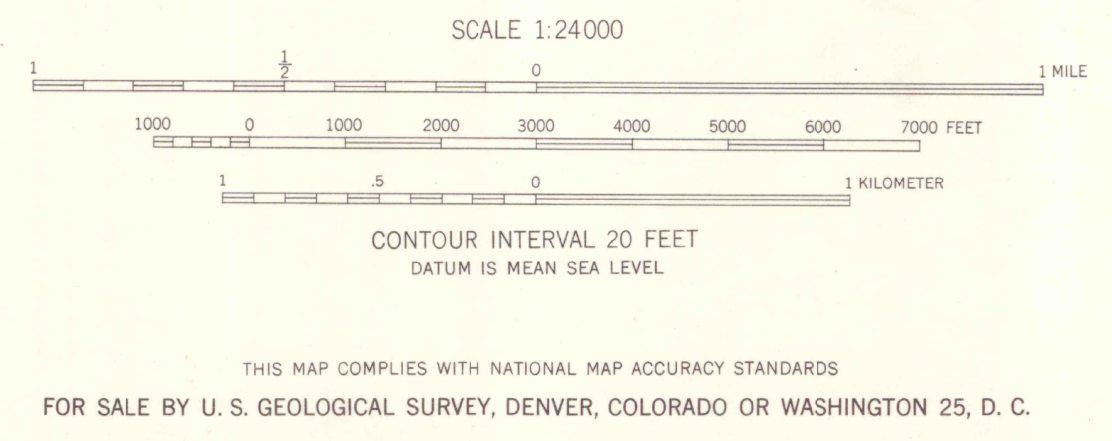 SCALE 1:24000
1 1/2 0 1 MILE
1000 0 1000 2000 3000 4000 5000 6000 7000 FEET
1 .5 0 1 KILOMETER
CONTOUR INTERVAL 20 FEET
DATUM IS MEAN SEA LEVEL
THIS MAP COMPLIES WITH NATIONAL MAP ACCURACY STANDARDS
FOR SALE BY U. S. GEOLOGICAL SURVEY, DENVER, COLORADO OR WASHINGTON 25, D. C.